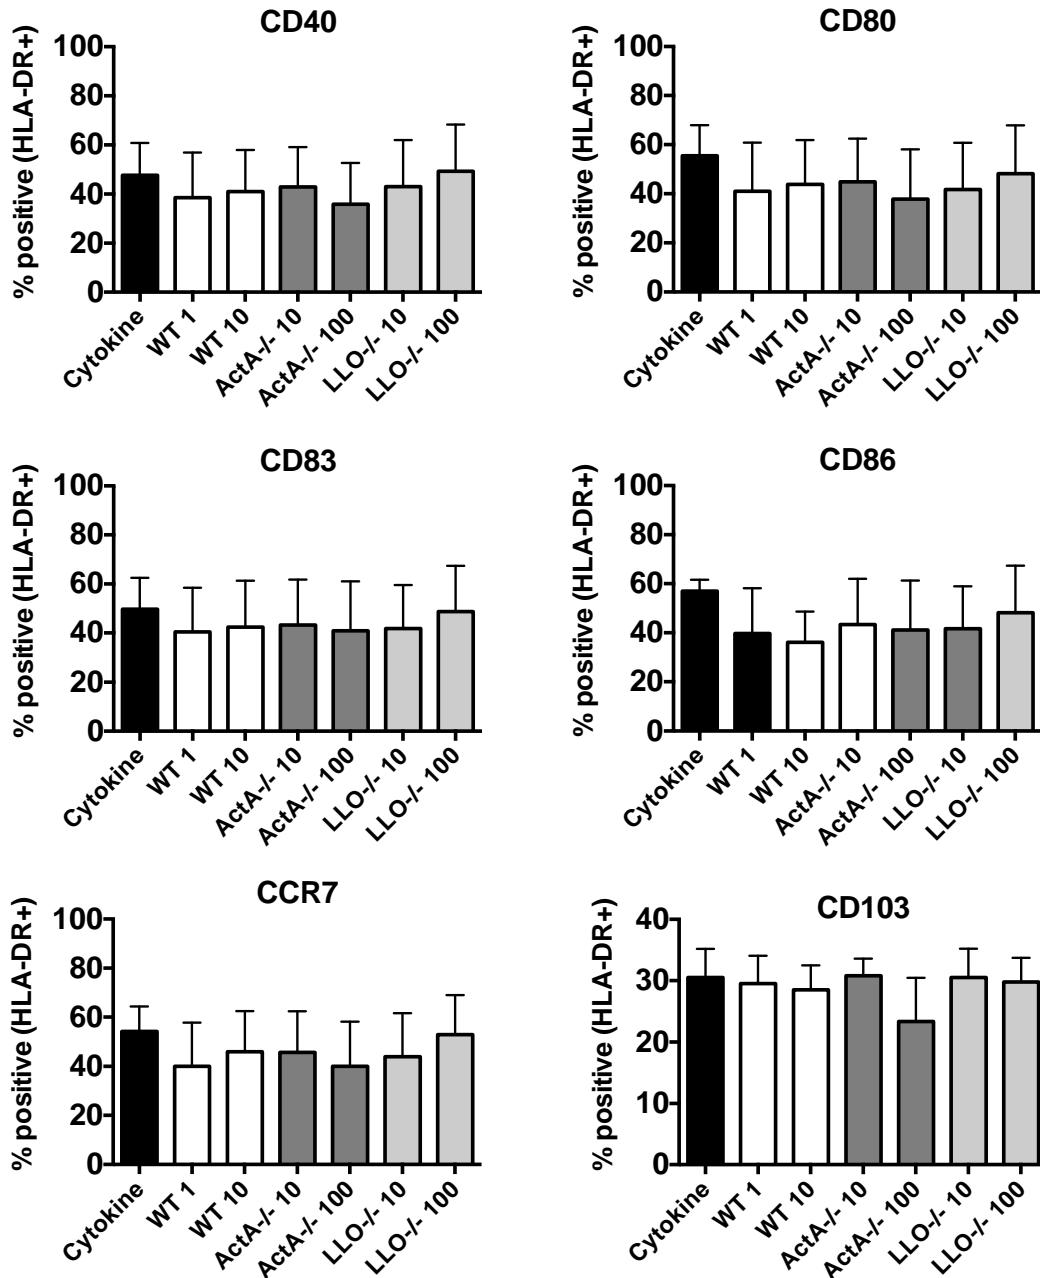 CD40
% positive (HLA-DR+)
100
80
60
40
20
0
Cytokine
WT 1
WT 10
ActA-/- 10
ActA-/- 100
LLO-/- 10
LLO-/- 100
CD80
% positive (HLA-DR+)
100
80
60
40
20
0
Cytokine
WT 1
WT 10
ActA-/- 10
ActA-/- 100
LLO-/- 10
LLO-/- 100
CD83
% positive (HLA-DR+)
100
80
60
40
20
0
Cytokine
WT 1
WT 10
ActA-/- 10
ActA-/- 100
LLO-/- 10
LLO-/- 100
CD86
% positive (HLA-DR+)
100
80
60
40
20
0
Cytokine
WT 1
WT 10
ActA-/- 10
ActA-/- 100
LLO-/- 10
LLO-/- 100
CCR7
% positive (HLA-DR+)
100
80
60
40
20
0
Cytokine
WT 1
WT 10
ActA-/- 10
ActA-/- 100
LLO-/- 10
LLO-/- 100
CD103
% positive (HLA-DR+)
40
30
20
10
0
Cytokine
WT 1
WT 10
ActA-/- 10
ActA-/- 100
LLO-/- 10
LLO-/- 100